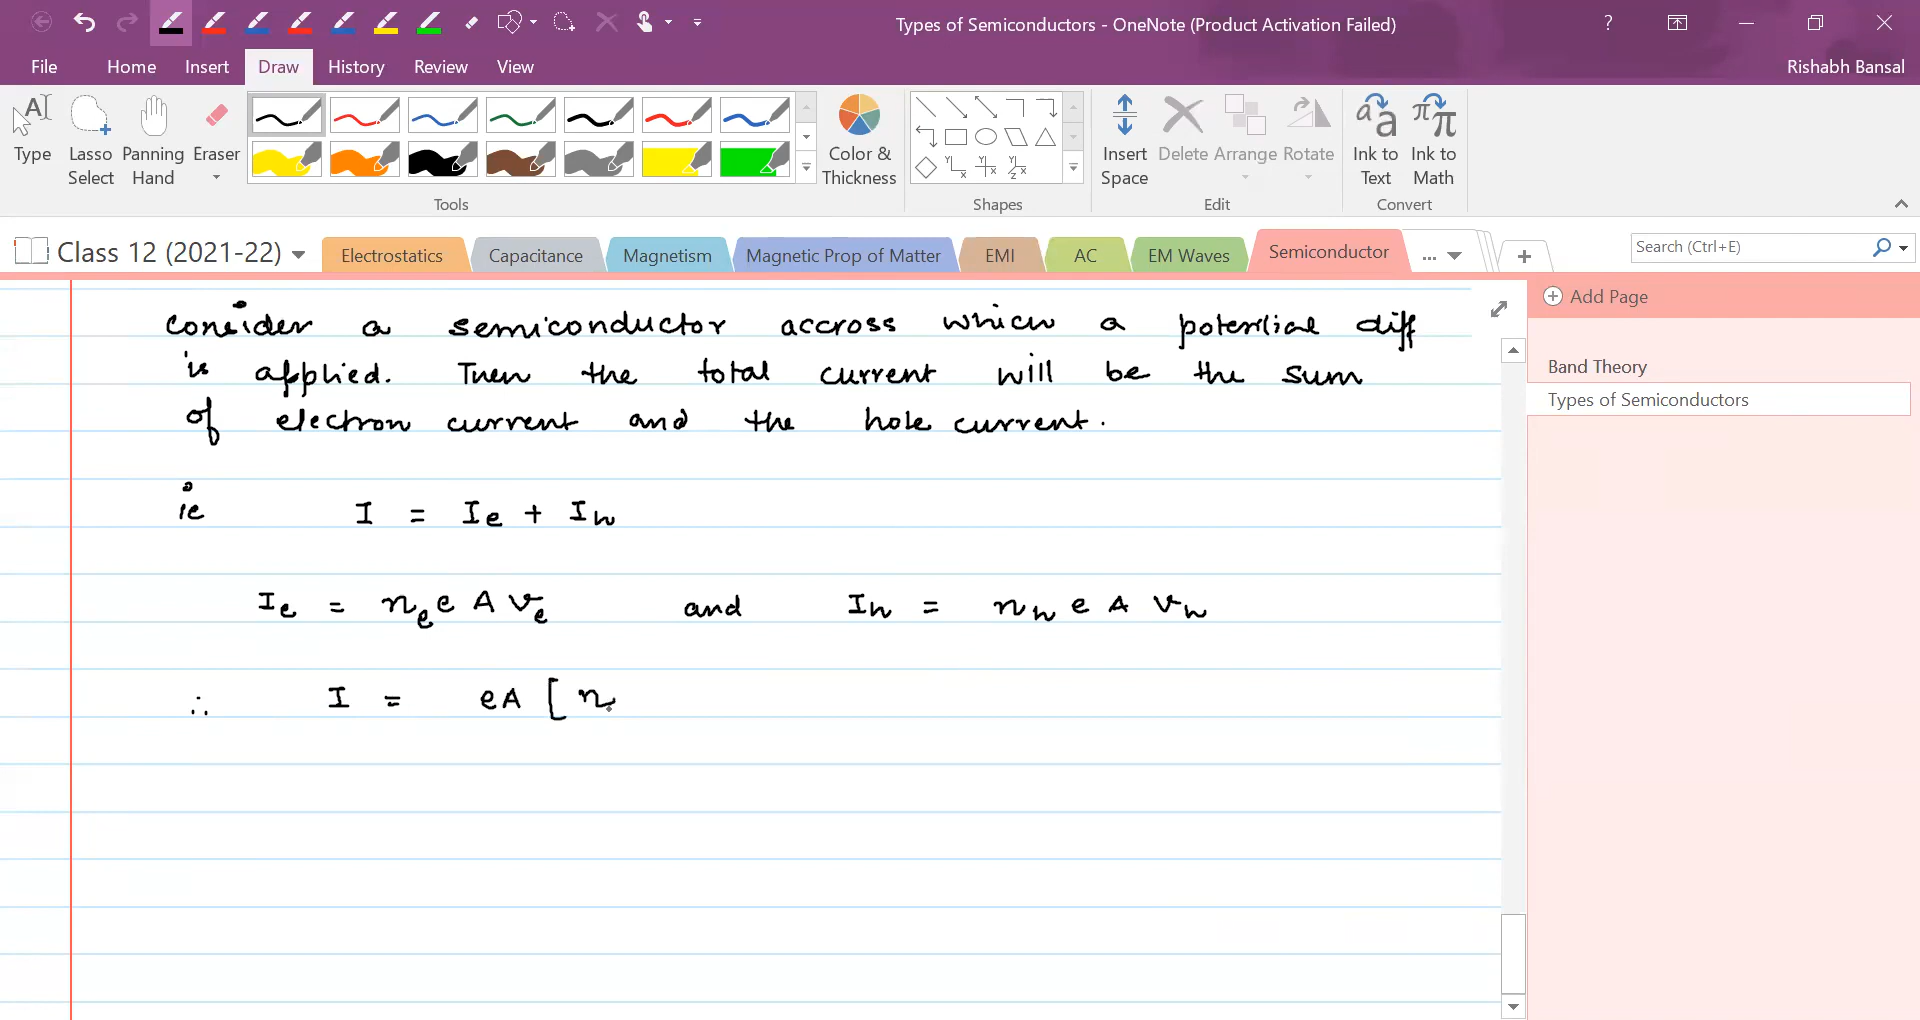 Types of Semiconductors - OneNote (Product Activation Failed)
?
File Home Insert Draw History Review View
Rishabh Bansal
Type
Lasso Select
Panning Hand
Eraser
Color & Thickness
Insert Space
Delete
Arrange
Rotate
Ink to Text
Ink to Math
Tools
Shapes
Edit
Convert
Class 12 (2021-22)
Electrostatics
Capacitance
Magnetism
Magnetic Prop of Matter
EMI
AC
EM Waves
Semiconductor
...
+
Search (Ctrl+E)
Add Page
Band Theory
Types of Semiconductors
consider a semiconductor accross which a potential diff
is applied. Then the total current will be the sum
of electron current and the hole current.
ie I = Ie + Ih
Ie = ne e A ve and Ih = nh e A vh
∴ I = eA [ n